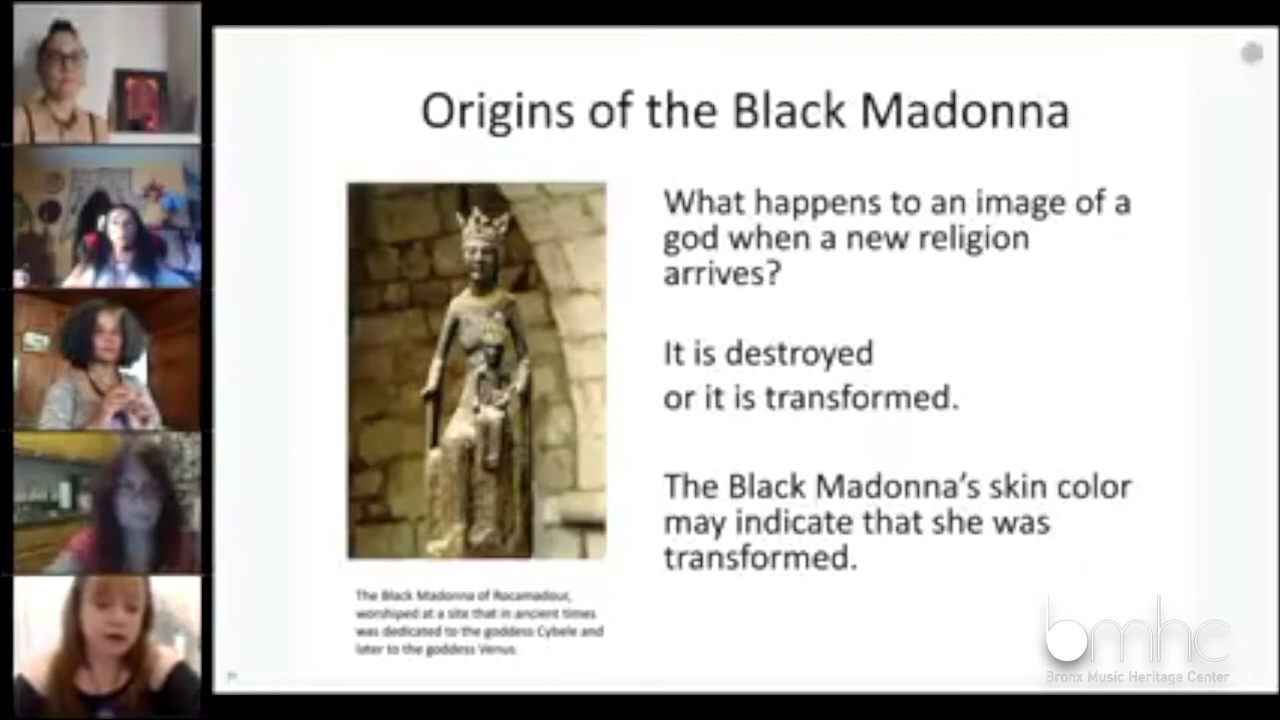 Origins of the Black Madonna
What happens to an image of a
god when a new religion
arrives?
It is destroyed
or it is transformed.
The Black Madonna's skin color
may indicate that she was
transformed.
The Black Madonna of Rocamadour,
worshiped at a site that in ancient times
was dedicated to the goddess Cybele and
later to the goddess Venus.
bmhc
Bronx Music Heritage Center